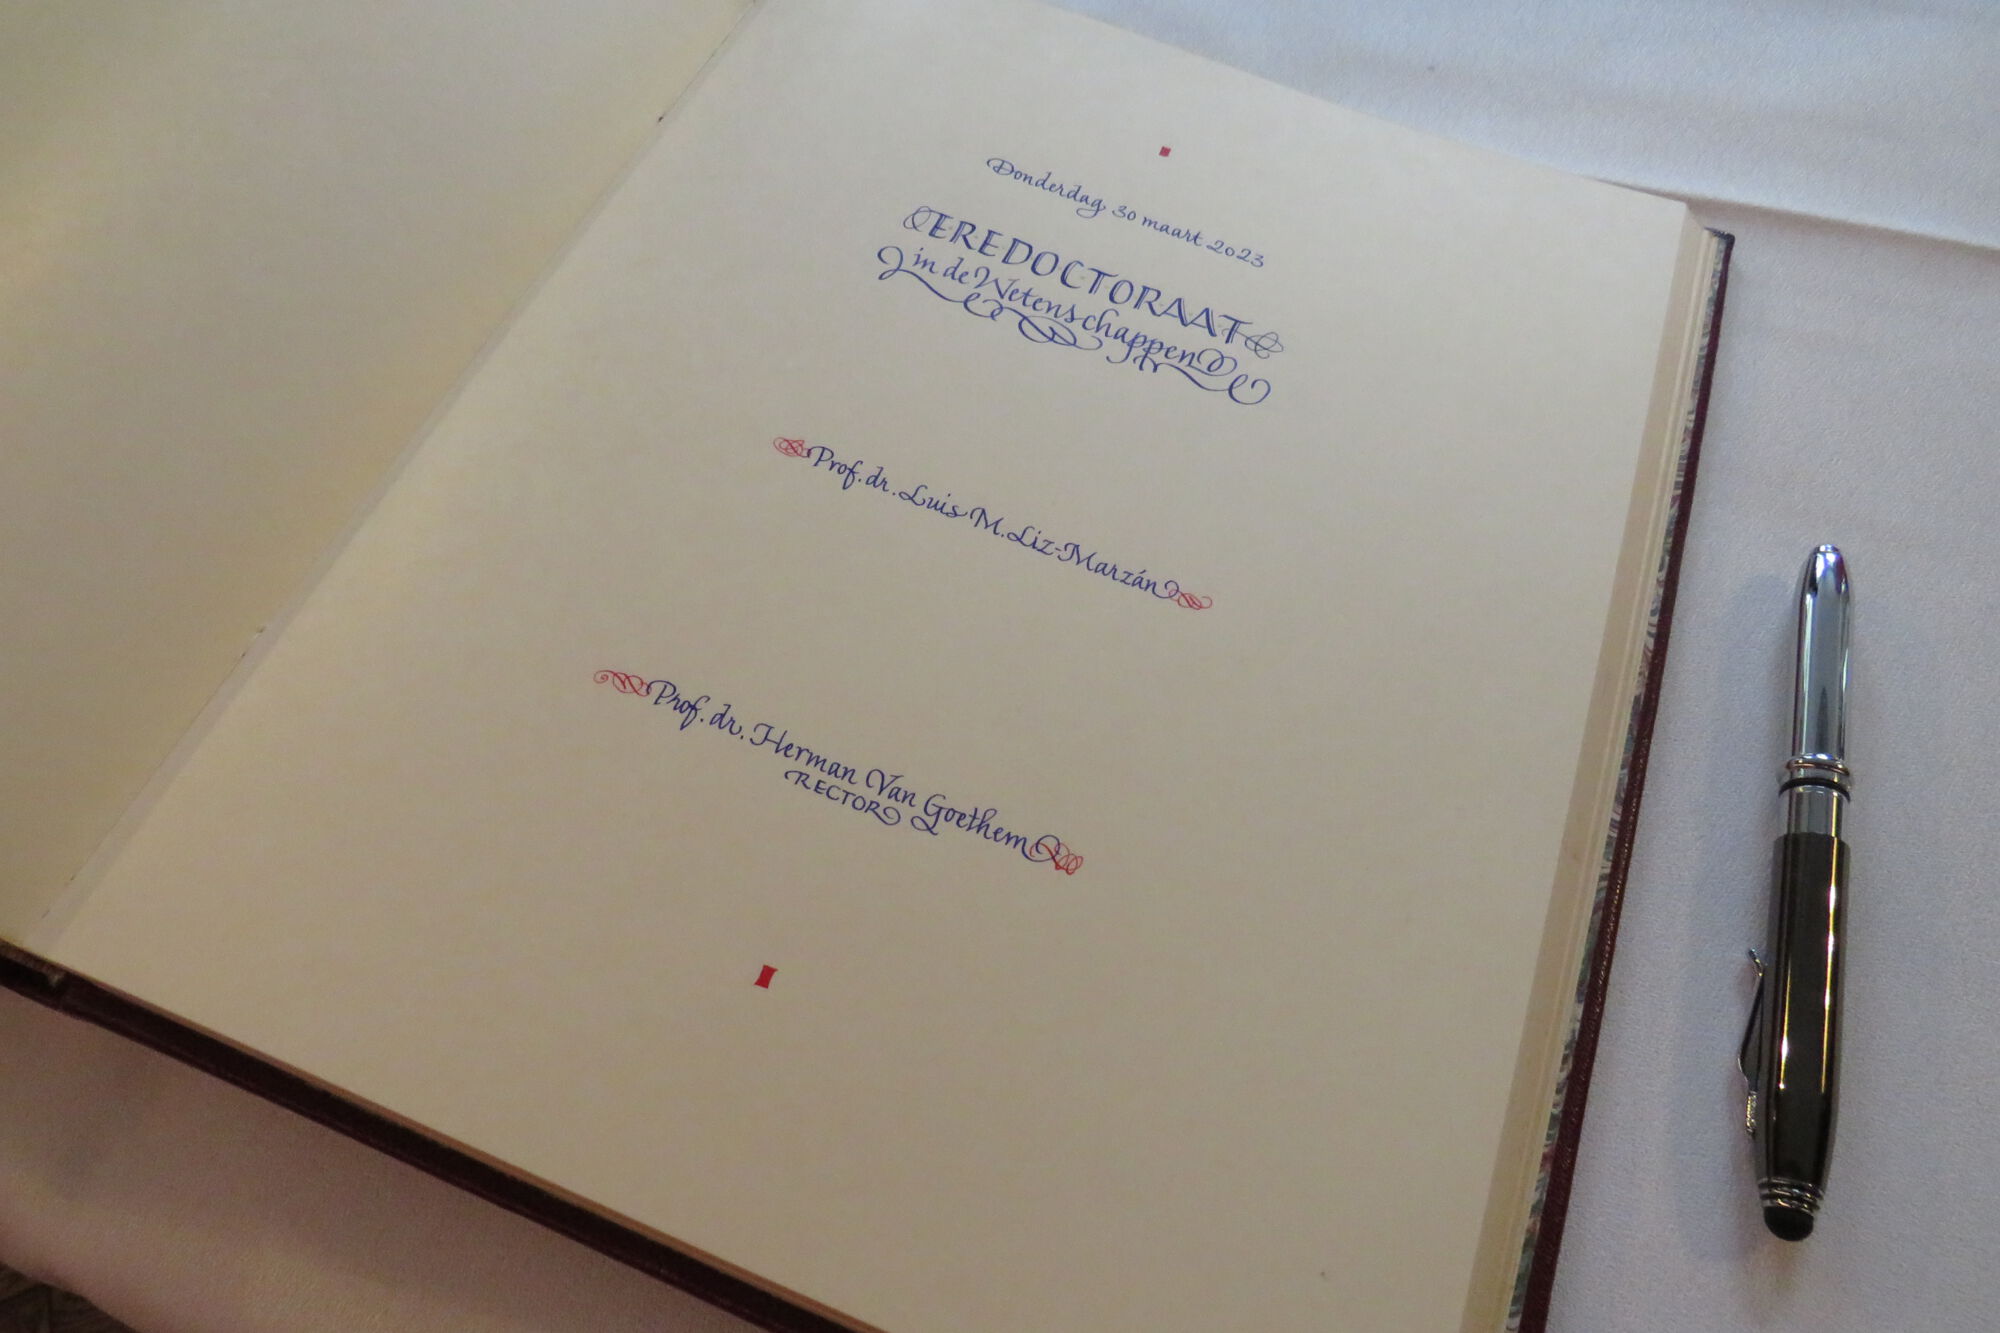 Donderdag 30 maart 2023
EREDOCTORAAT
in de Wetenschappen
Prof. dr. Luis M. Liz-Marzán
Prof. dr. Herman Van Goethem
RECTOR